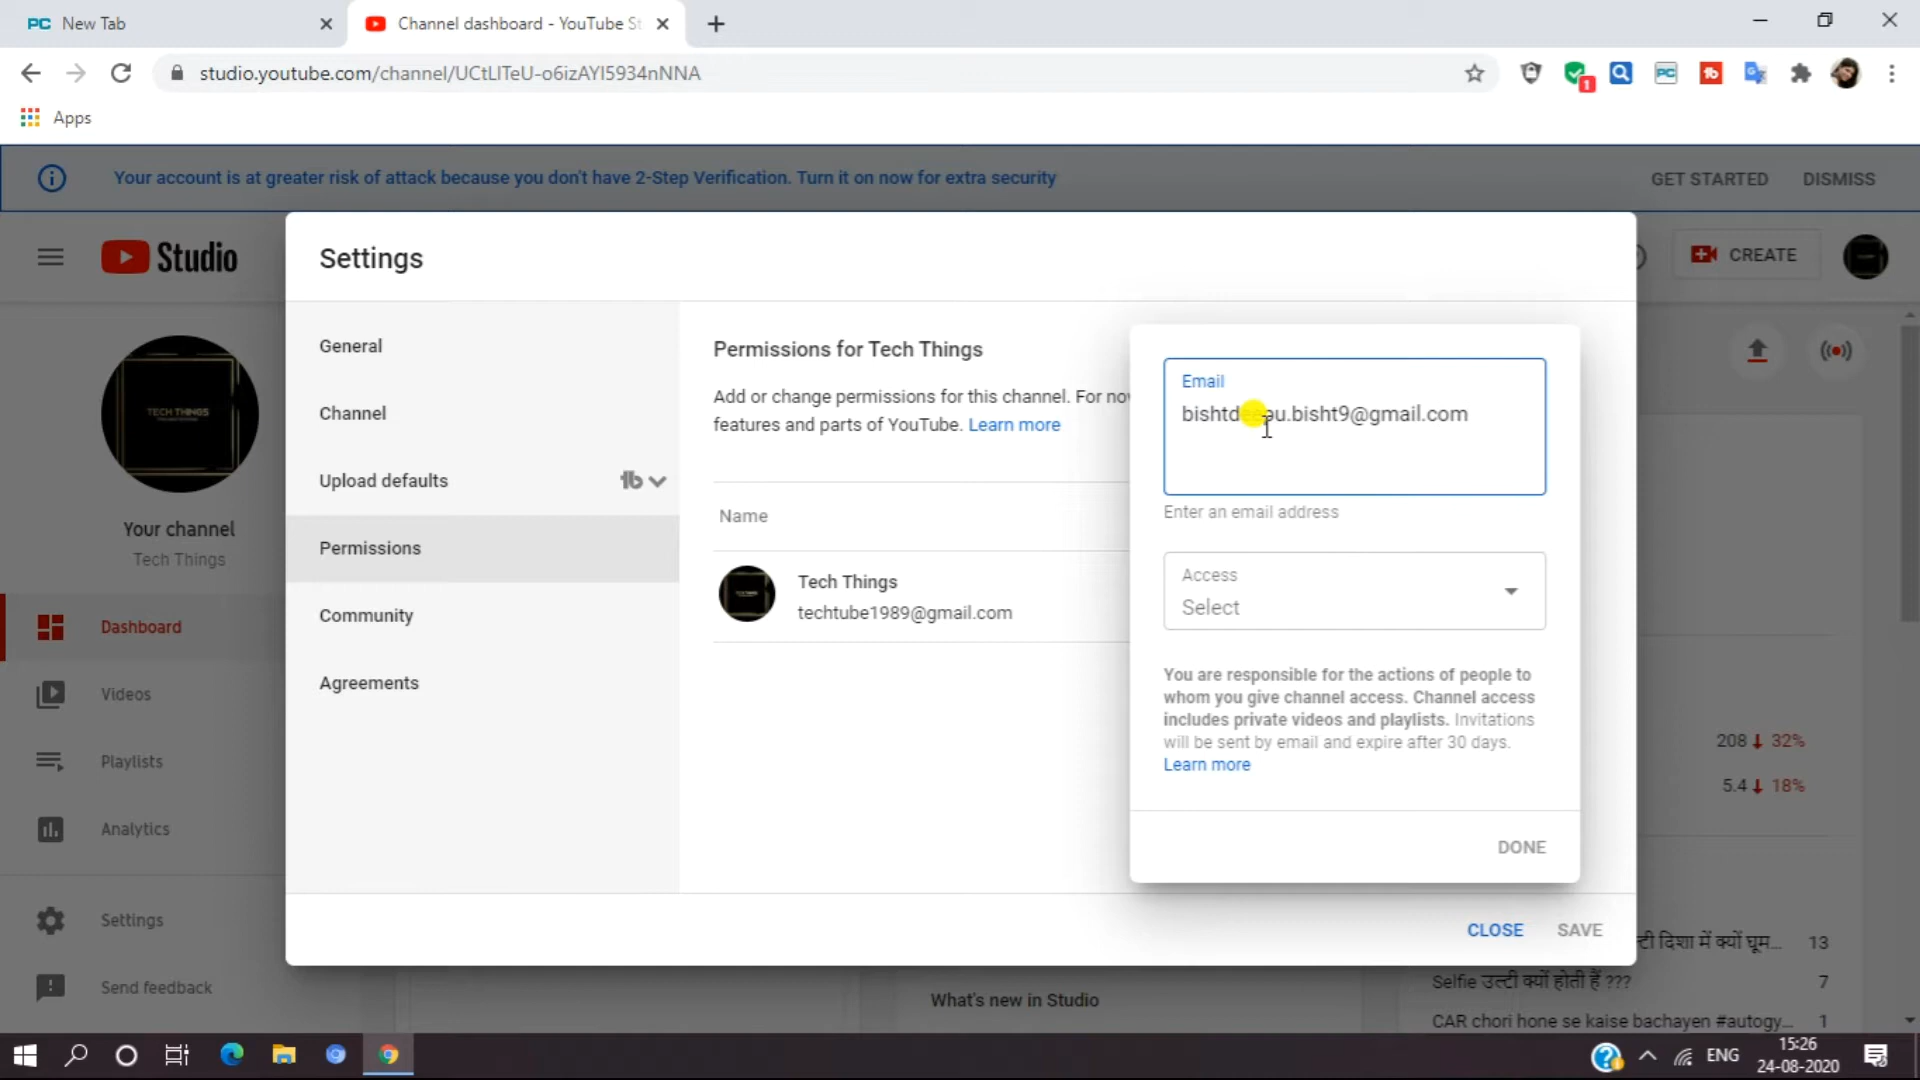 New Tab
Channel dashboard - YouTube St
studio.youtube.com/channel/UCtLITeU-o6izAYI5934nNNA
Apps
Your account is at greater risk of attack because you don't have 2-Step Verification. Turn it on now for extra security
GET STARTED
DISMISS
Studio
CREATE
Settings
General
Channel
Upload defaults
Permissions
Community
Agreements
Permissions for Tech Things
Add or change permissions for this channel. For nov
features and parts of YouTube. Learn more
Name
Tech Things
techtube1989@gmail.com
Email
@gmail.com
Enter an email address
Access
Select
You are responsible for the actions of people to
whom you give channel access. Channel access
includes private videos and playlists. Invitations
will be sent by email and expire after 30 days.
Learn more
DONE
CLOSE
SAVE
TECH THINGS
Your channel
Tech Things
Dashboard
Videos
Playlists
Analytics
Settings
Send feedback
208 32%
5.4 18%
What's new in Studio
दिशा में क्यों घूम... 13
Selfie उल्टी क्यों होती हैं ??? 7
CAR chori hone se kaise bachayen #autogy... 1
ENG
15:26
24-08-2020